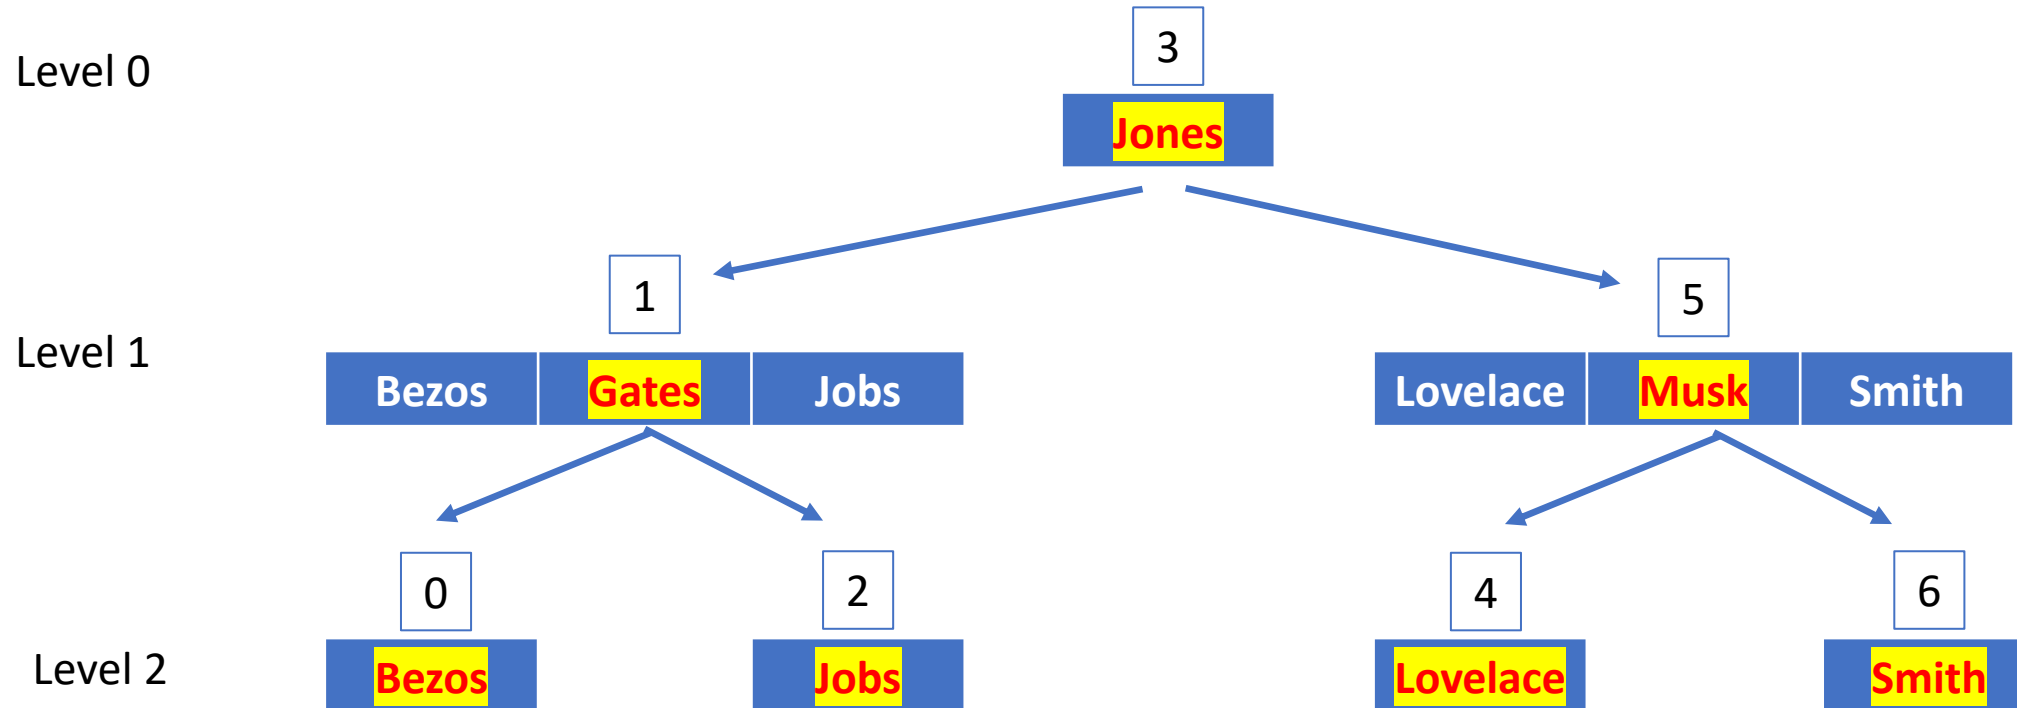 3
Level 0
Jones
1
5
Level 1
Bezos Gates Jobs Lovelace Musk Smith
0 2 4 6
Level 2
Bezos Jobs Lovelace Smith